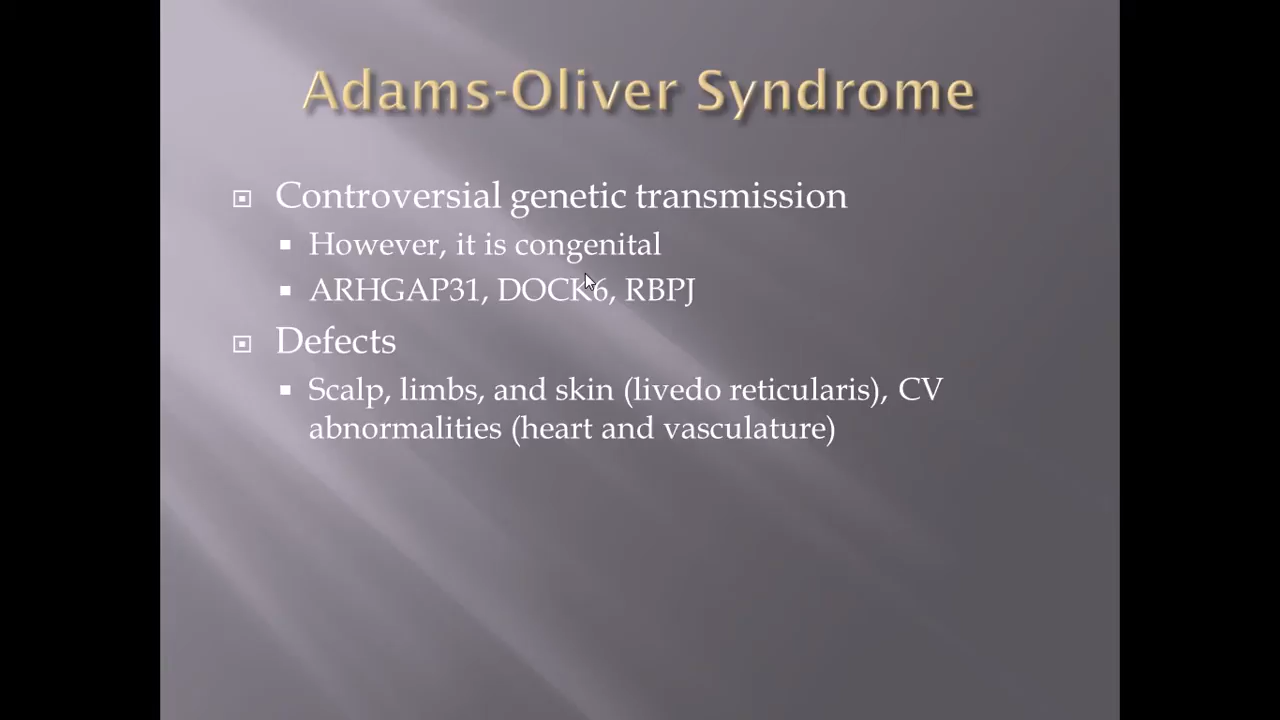 Adams-Oliver Syndrome
Controversial genetic transmission
However, it is congenital
ARHGAP31, DOCK6, RBPJ
Defects
Scalp, limbs, and skin (livedo reticularis), CV
abnormalities (heart and vasculature)